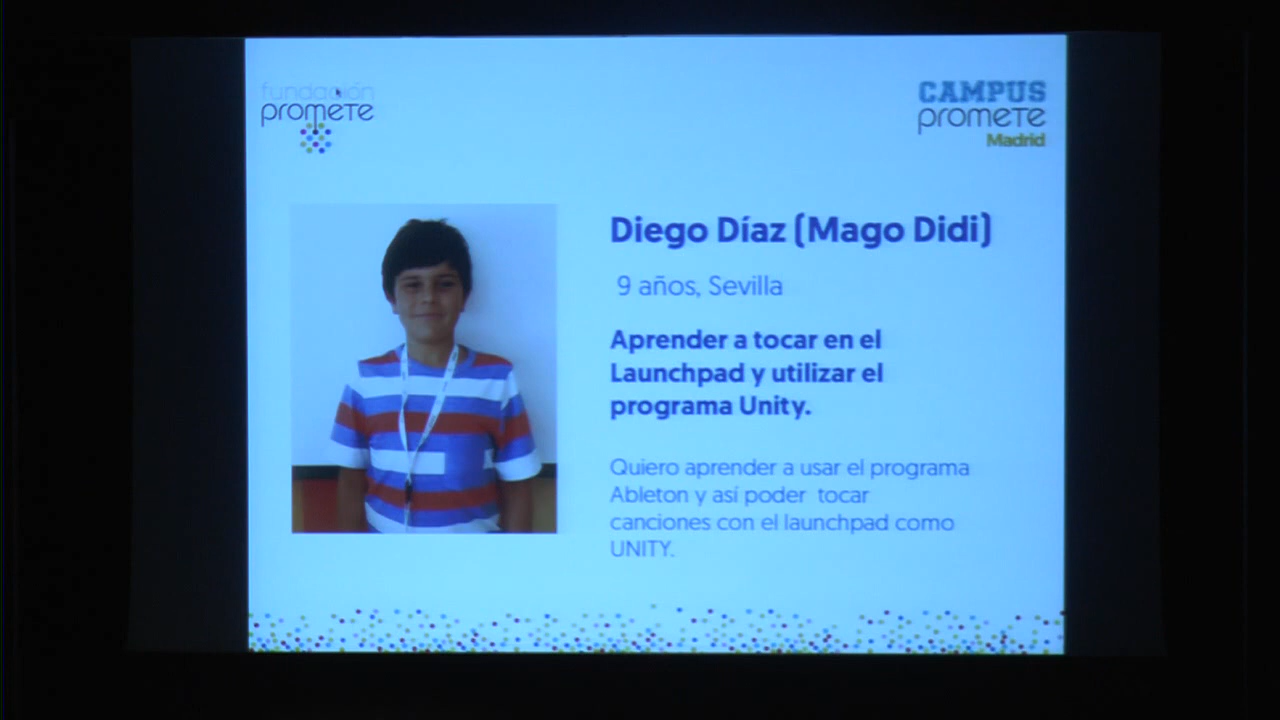 fundación
promete
CAMPUS
promete
Madrid
Diego Díaz (Mago Didi)
9 años, Sevilla
Aprender a tocar en el
Launchpad y utilizar el
programa Unity.
Quiero aprender a usar el programa
Ableton y así poder tocar
canciones con el launchpad como
UNITY.